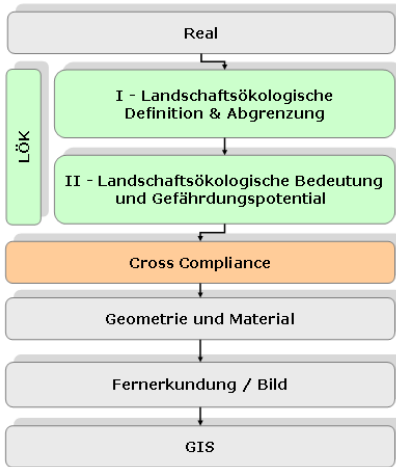 Real
LÖK
I - Landschaftsökologische
Definition & Abgrenzung
II - Landschaftsökologische Bedeutung
und Gefährdungspotential
Cross Compliance
Geometrie und Material
Fernerkundung / Bild
GIS